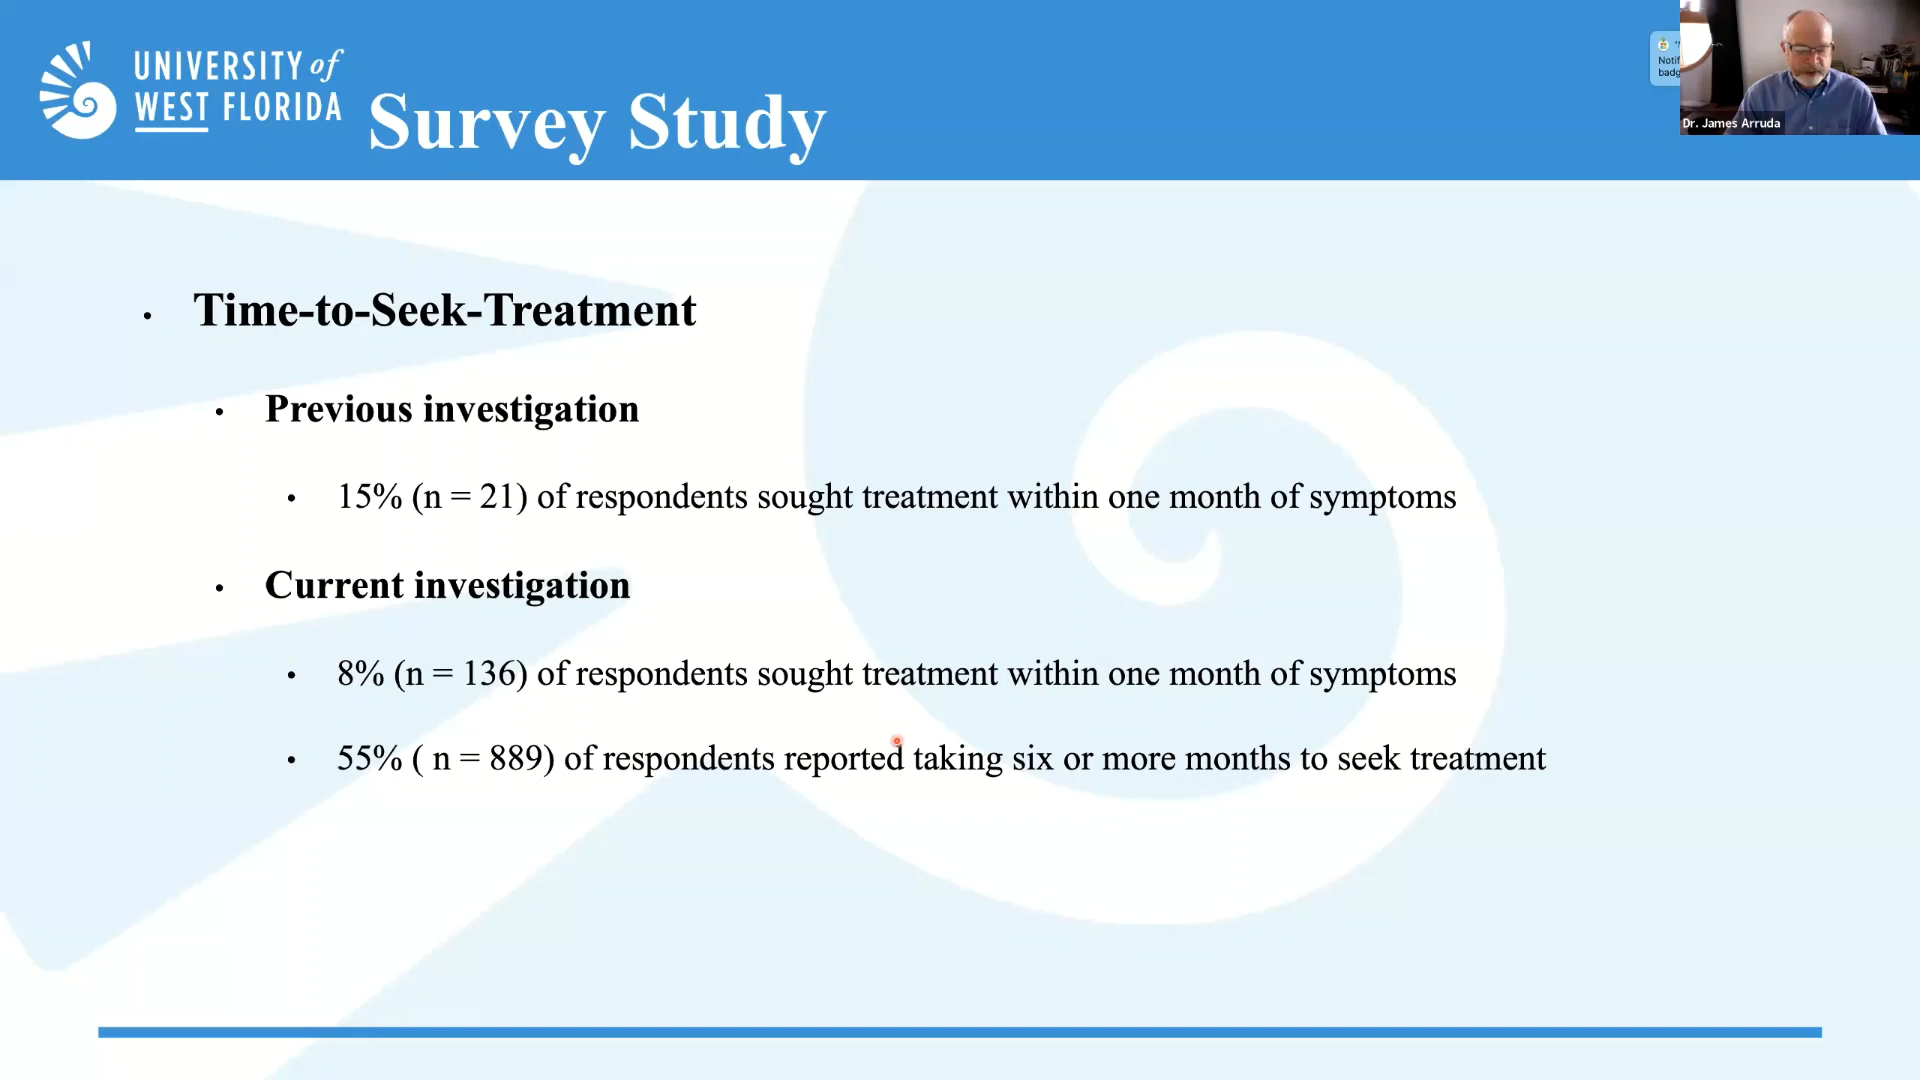 UNIVERSITY of
WEST FLORIDA
Survey Study
Notif
badg
Dr. James Arruda
• Time-to-Seek-Treatment
• Previous investigation
• 15% (n = 21) of respondents sought treatment within one month of symptoms
• Current investigation
• 8% (n = 136) of respondents sought treatment within one month of symptoms
• 55% ( n = 889) of respondents reported taking six or more months to seek treatment